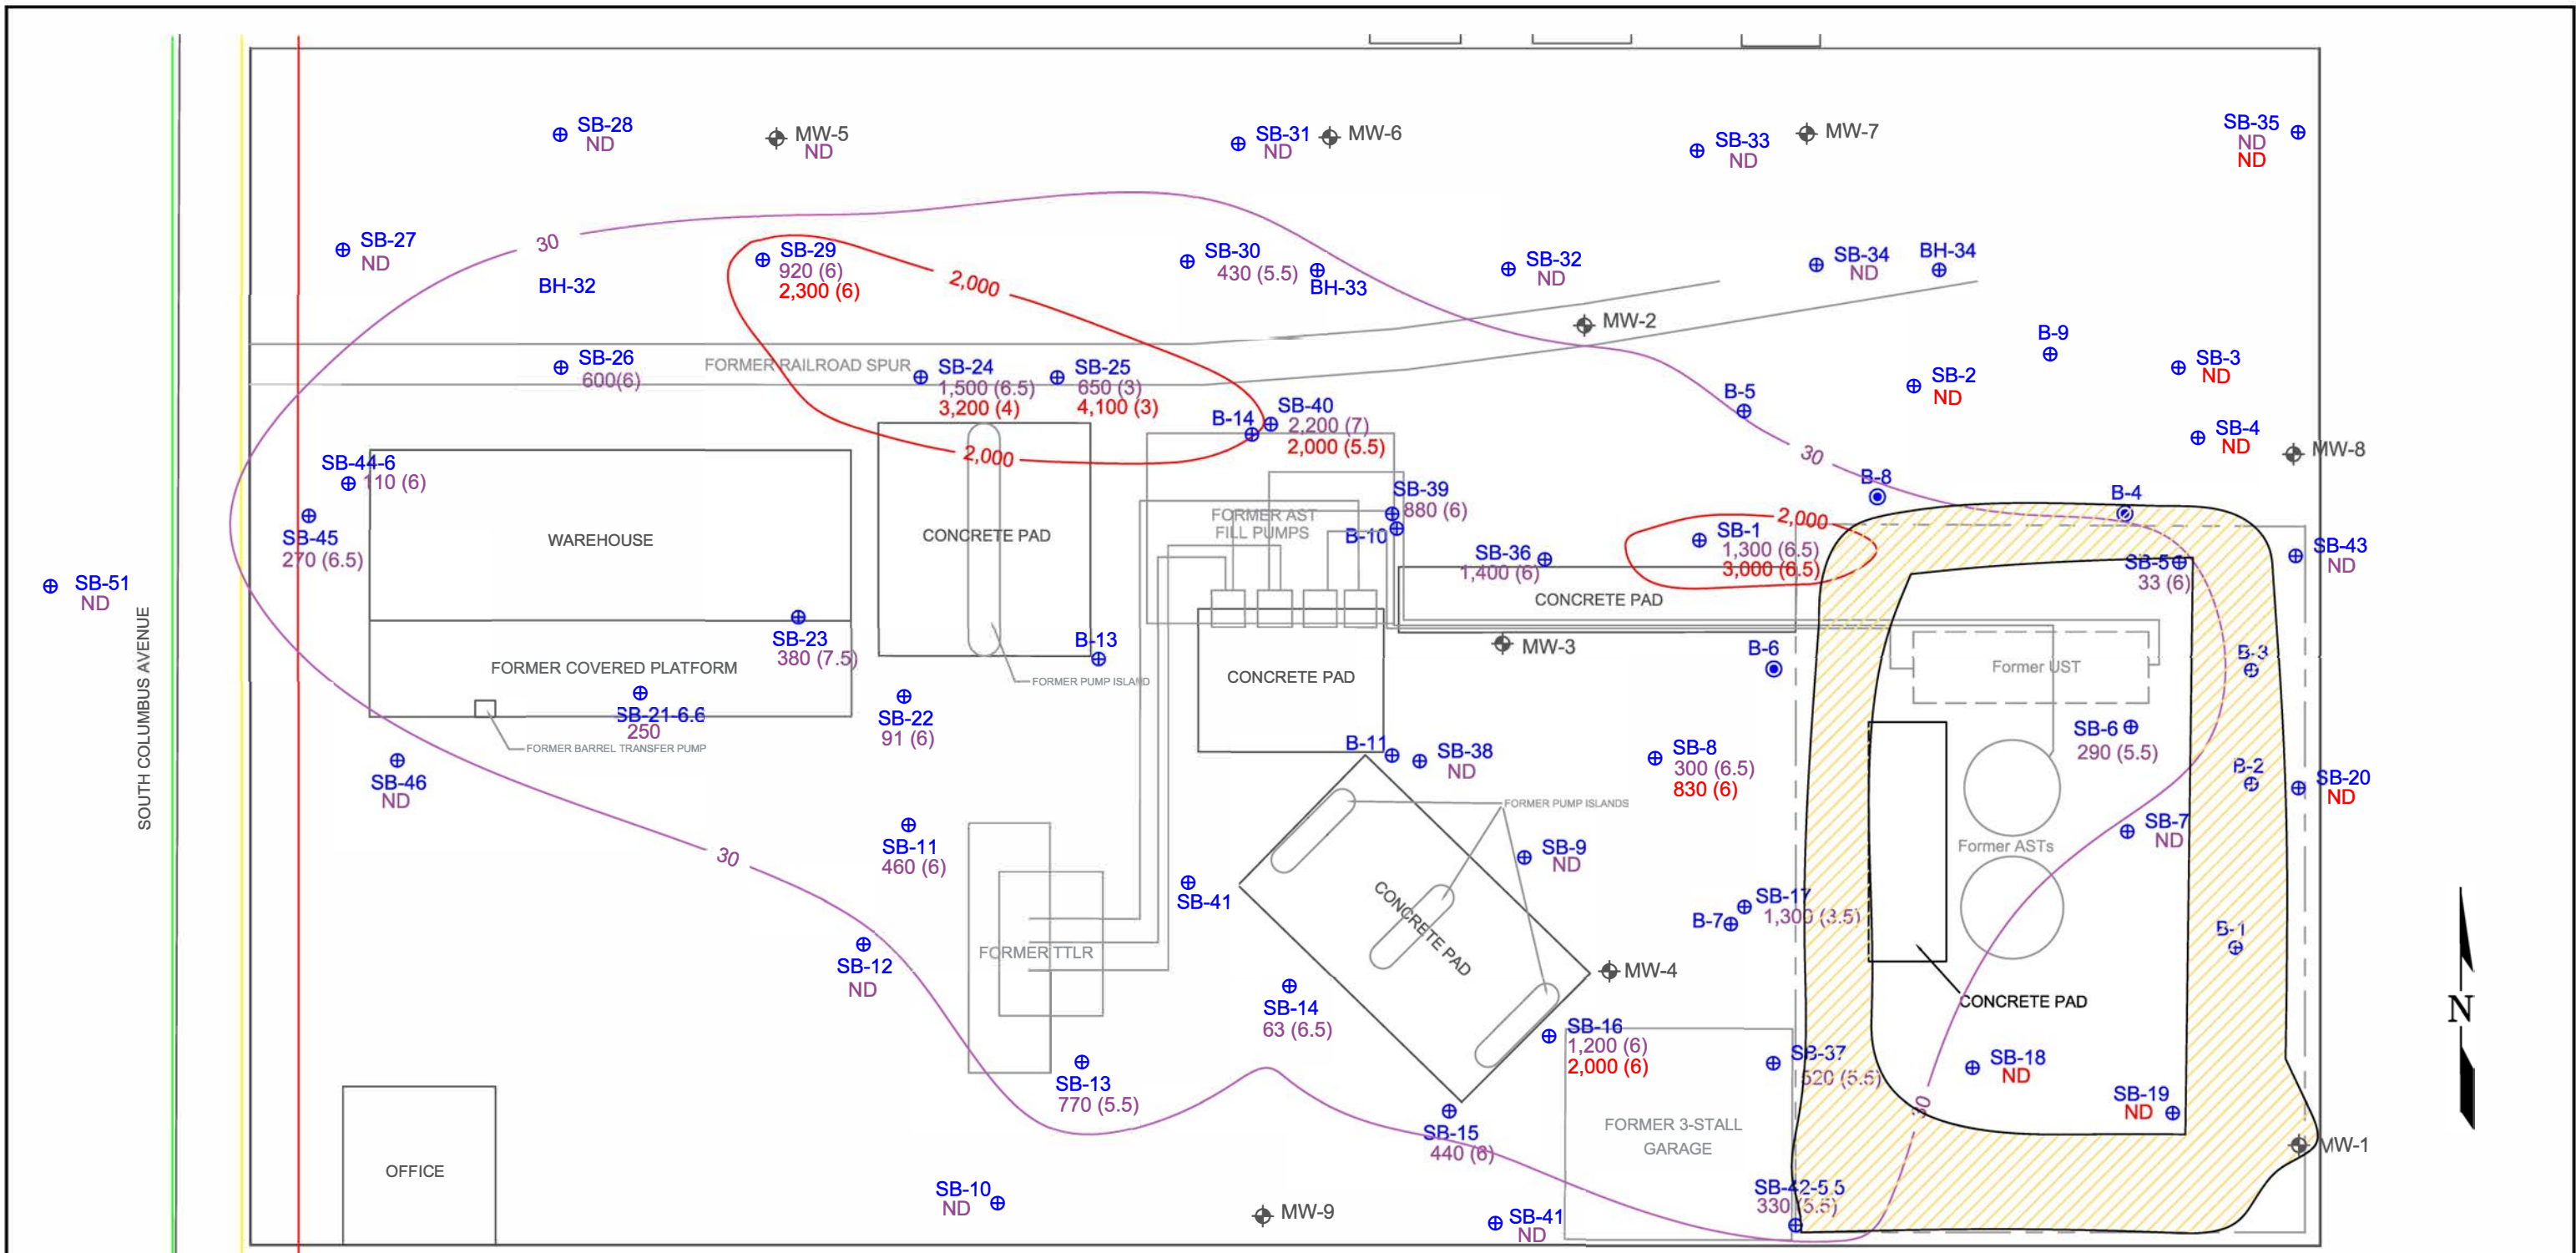 SB-28
ND
MW-5
ND
SB-31
ND
MW-6
SB-33
ND
MW-7
SB-35
ND
ND
SB-27
ND
30
BH-32
SB-29
920 (6)
2,300 (6)
2,000
SB-30
430 (5.5)
BH-33
SB-32
ND
SB-34
ND
BH-34
MW-2
B-9
SB-26
600(6)
FORMER RAILROAD SPUR
SB-24
1,500 (6.5)
3,200 (4)
SB-25
650 (3)
4,100 (3)
B-14
SB-40
2,200 (7)
2,000 (5.5)
2,000
B-5
30
SB-2
ND
SB-3
ND
SB-4
ND
MW-8
SB-44-6
110 (6)
SB-45
270 (6.5)
SB-51
ND
SOUTH COLUMBUS AVENUE
WAREHOUSE
CONCRETE PAD
FORMER AST
FILL PUMPS
SB-39
880 (6)
B-10
SB-36
1,400 (6)
2,000
SB-1
1,300 (6.5)
3,000 (6.5)
CONCRETE PAD
B-8
B-4
SB-5
33 (6)
SB-43
ND
SB-23
380 (7.5)
FORMER COVERED PLATFORM
B-13
FORMER PUMP ISLAND
CONCRETE PAD
MW-3
B-6
Former UST
B-3
SB-21-6.6
250
FORMER BARREL TRANSFER PUMP
SB-22
91 (6)
SB-46
ND
B-11
SB-38
ND
SB-8
300 (6.5)
830 (6)
SB-6
290 (5.5)
B-2
SB-20
ND
FORMER PUMP ISLANDS
SB-11
460 (6)
30
SB-9
ND
SB-7
ND
Former ASTs
SB-41
CONCRETE PAD
SB-17
1,300 (3.5)
B-7
B-1
SB-12
ND
FORMER TTLR
MW-4
CONCRETE PAD
SB-14
63 (6.5)
SB-16
1,200 (6)
2,000 (6)
SB-37
520 (5.5)
SB-18
ND
SB-13
770 (5.5)
30
SB-19
ND
SB-15
440 (6)
FORMER 3-STALL
GARAGE
MW-1
OFFICE
SB-10
ND
MW-9
SB-41
ND
SB-42-5.5
330 (5.5)
N